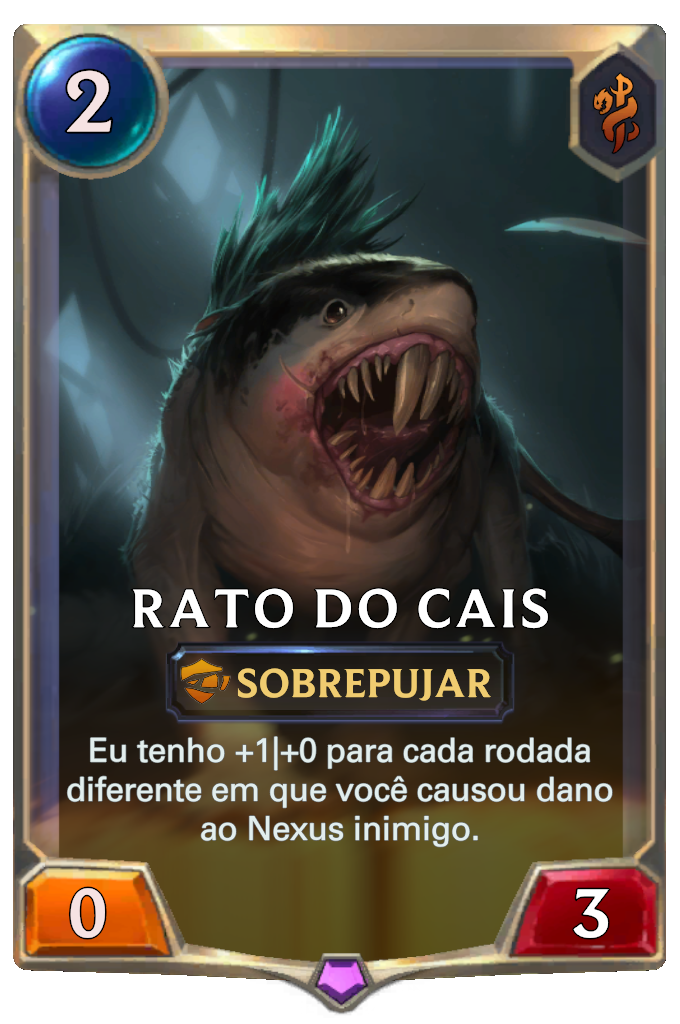 2
RATO DO CAIS
SOBREPUJAR
Eu tenho +1|+0 para cada rodada
diferente em que você causou dano
ao Nexus inimigo.
0
3